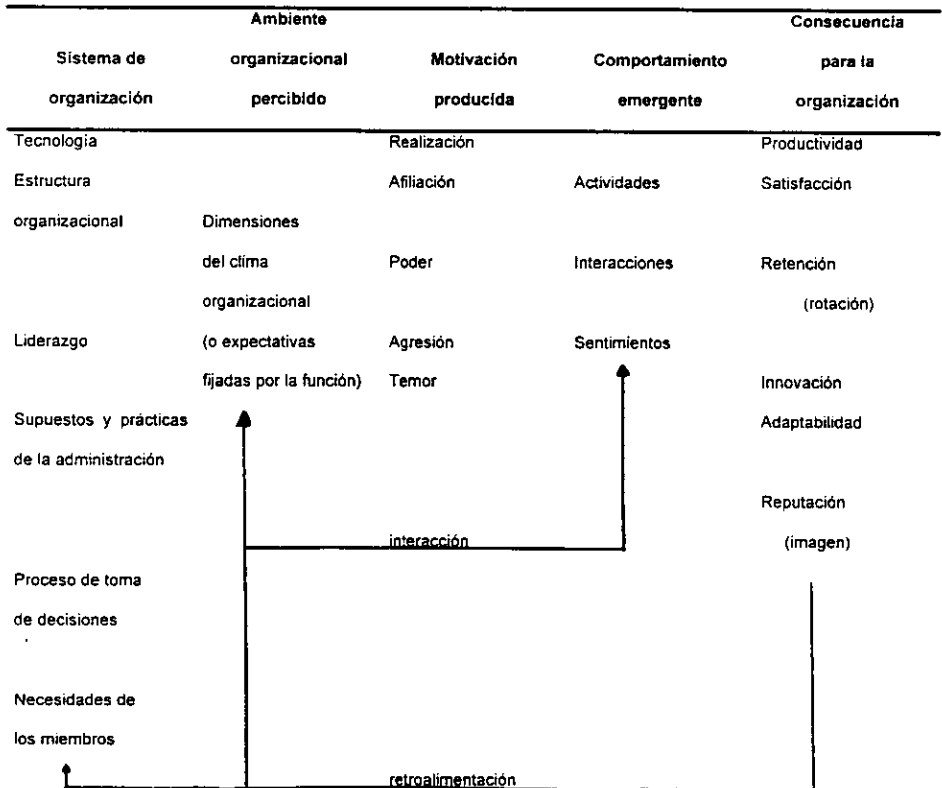 Ambiente Consecuencia
Sistema de organizacional Motivación Comportamiento para la
organización percibido producida emergente organización
Tecnología Realización Productividad
Estructura Afiliación Actividades Satisfacción
organizacional Dimensiones
del clima Poder Interacciones Retención
organizacional (rotación)
Liderazgo (o expectativas Agresión Sentimientos
fijadas por la función) Temor Innovación
Supuestos y prácticas Adaptabilidad
de la administración
Reputación
interacción (imagen)
Proceso de toma
de decisiones
Necesidades de
los miembros
retroalimentación